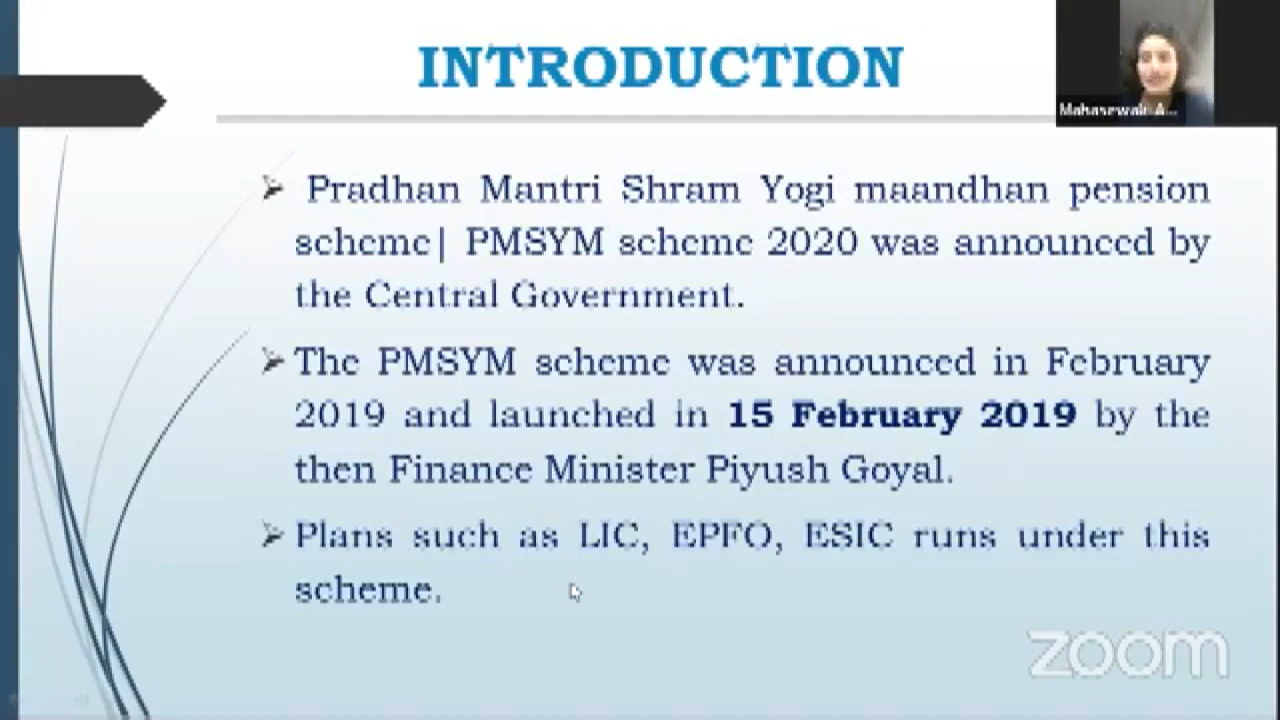 INTRODUCTION
Mahasewak A...
Pradhan Mantri Shram Yogi maandhan pension
scheme| PMSYM scheme 2020 was announced by
the Central Government.
The PMSYM scheme was announced in February
2019 and launched in 15 February 2019 by the
then Finance Minister Piyush Goyal.
Plans such as LIC, EPFO, ESIC runs under this
scheme.
zoom